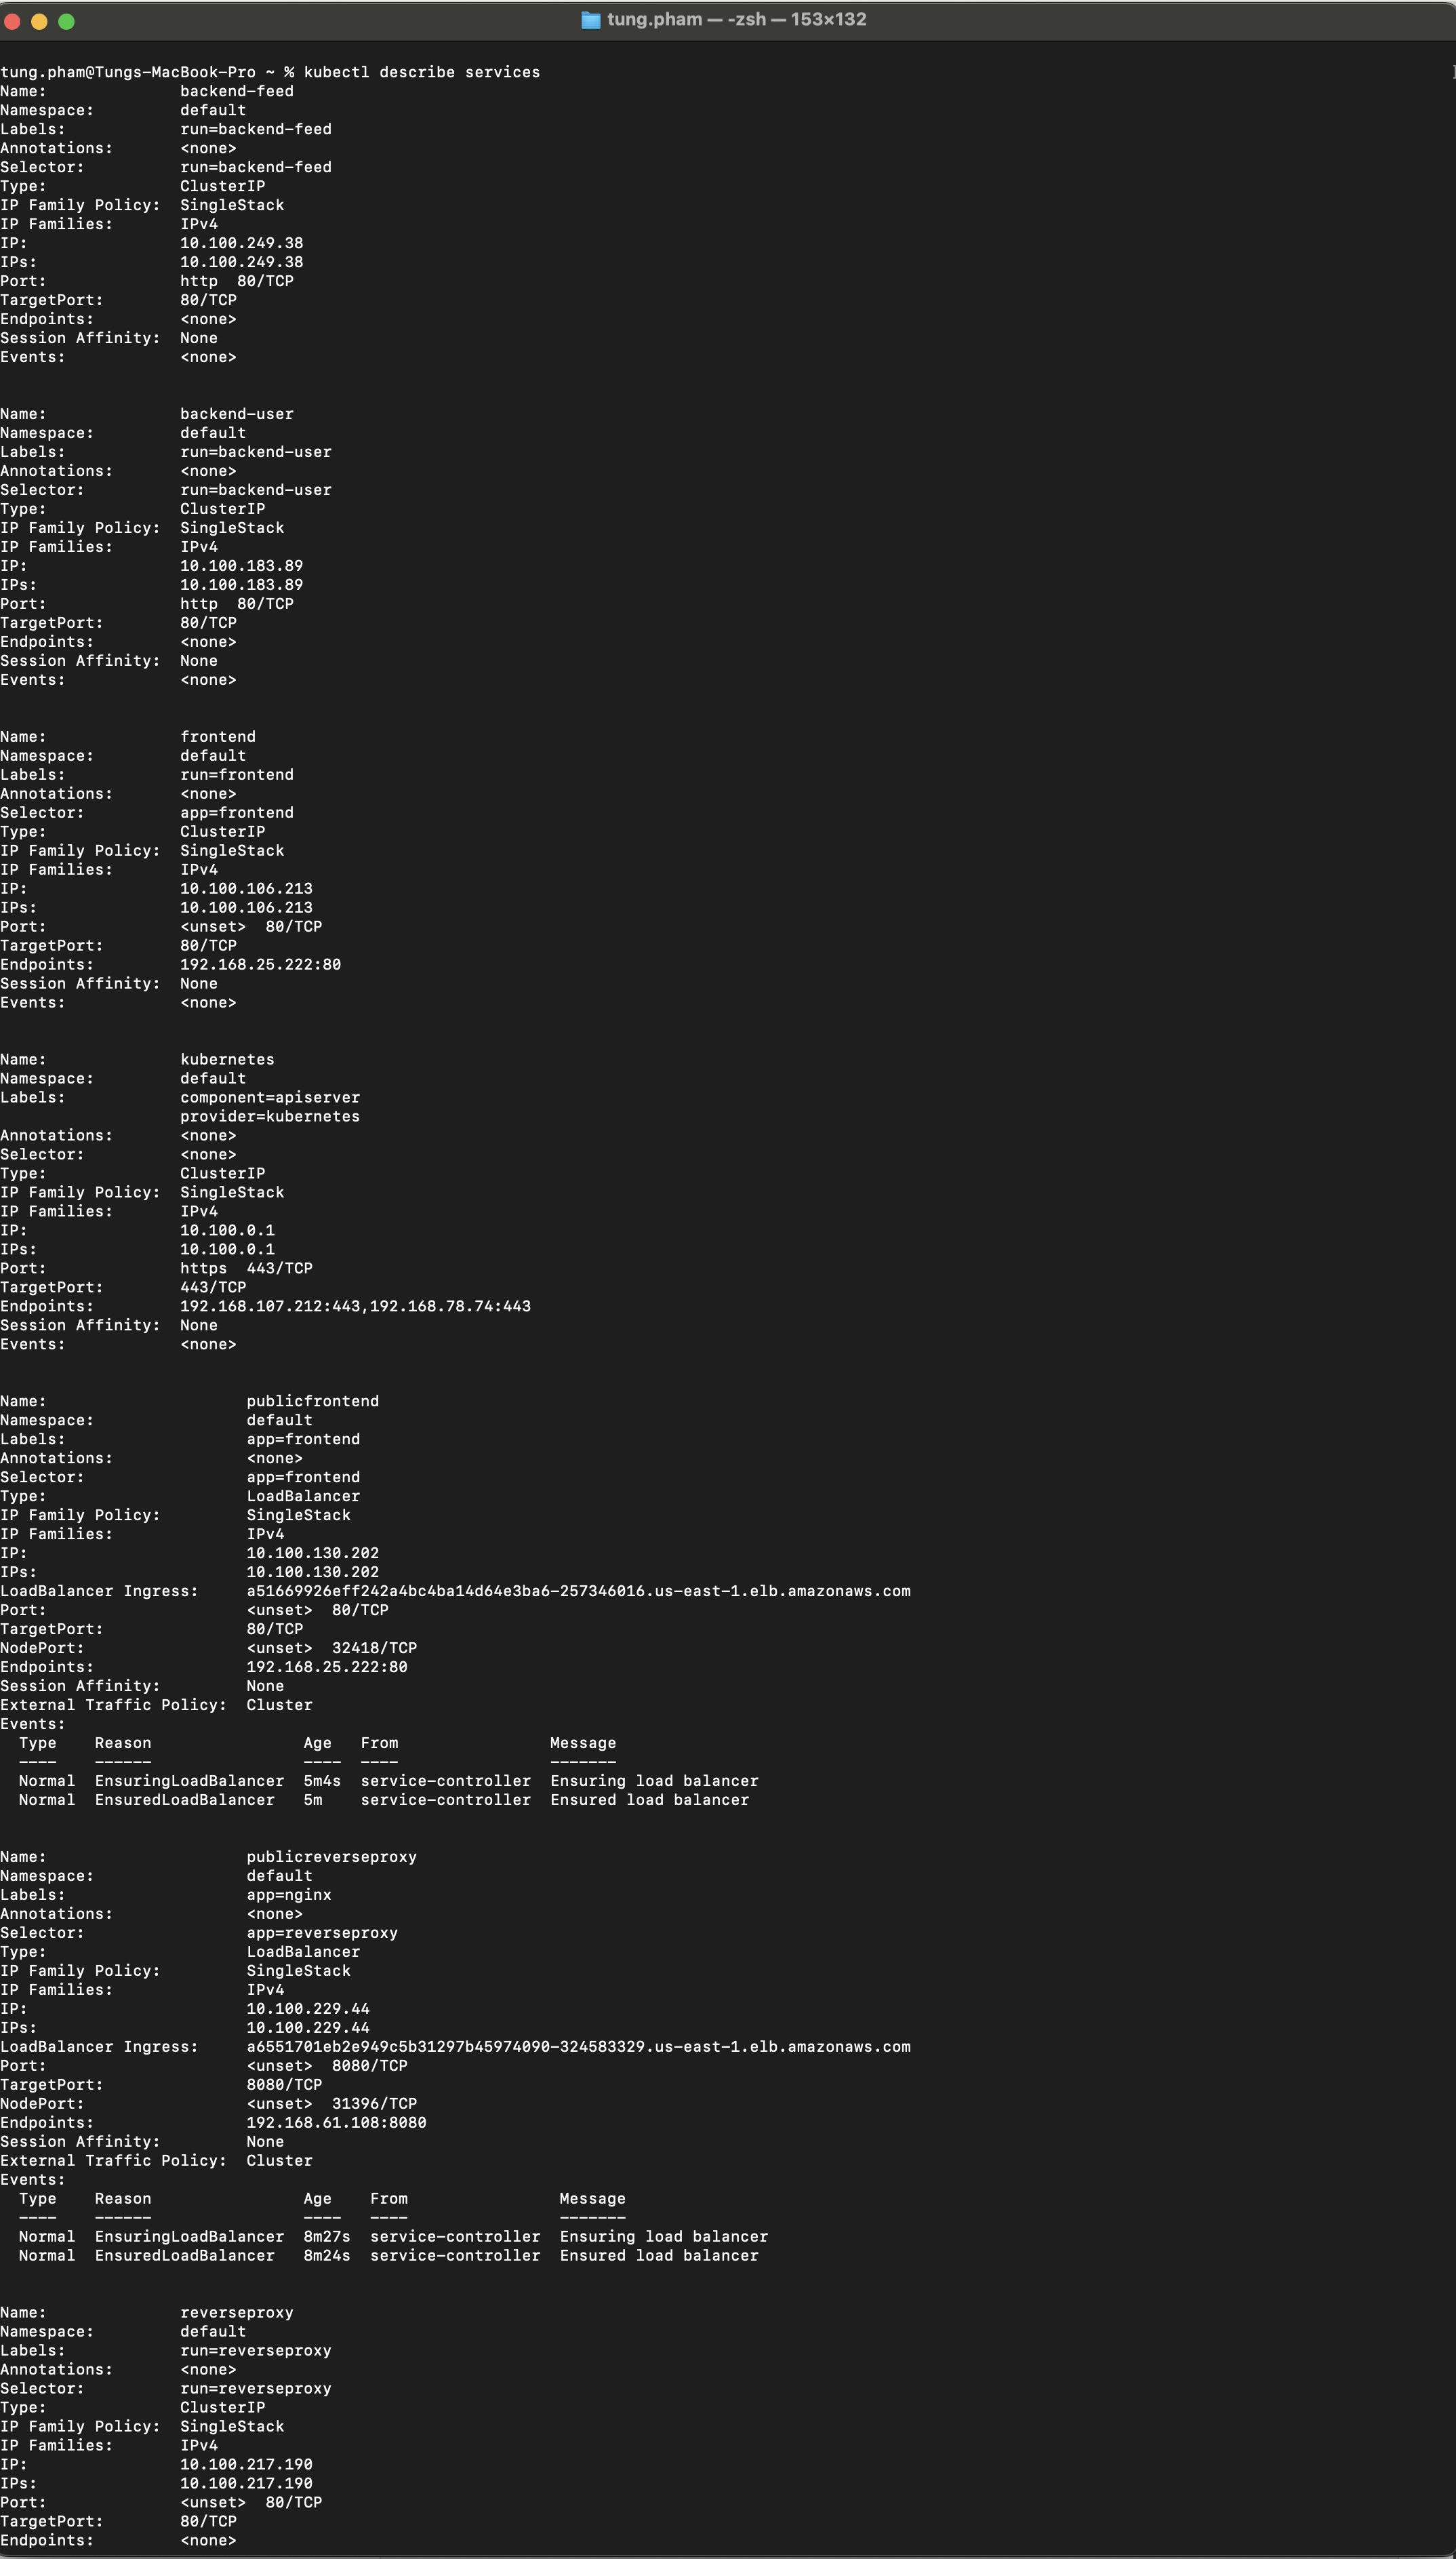 tung.pham — -zsh — 153×132
tung.pham@Tungs-MacBook-Pro ~ % kubectl describe services
Name:              backend-feed
Namespace:         default
Labels:            run=backend-feed
Annotations:       <none>
Selector:          run=backend-feed
Type:              ClusterIP
IP Family Policy:  SingleStack
IP Families:       IPv4
IP:                10.100.249.38
IPs:               10.100.249.38
Port:              http  80/TCP
TargetPort:        80/TCP
Endpoints:         <none>
Session Affinity:  None
Events:            <none>
Name:              backend-user
Namespace:         default
Labels:            run=backend-user
Annotations:       <none>
Selector:          run=backend-user
Type:              ClusterIP
IP Family Policy:  SingleStack
IP Families:       IPv4
IP:                10.100.183.89
IPs:               10.100.183.89
Port:              http  80/TCP
TargetPort:        80/TCP
Endpoints:         <none>
Session Affinity:  None
Events:            <none>
Name:              frontend
Namespace:         default
Labels:            run=frontend
Annotations:       <none>
Selector:          app=frontend
Type:              ClusterIP
IP Family Policy:  SingleStack
IP Families:       IPv4
IP:                10.100.106.213
IPs:               10.100.106.213
Port:              <unset>  80/TCP
TargetPort:        80/TCP
Endpoints:         192.168.25.222:80
Session Affinity:  None
Events:            <none>
Name:              kubernetes
Namespace:         default
Labels:            component=apiserver
                   provider=kubernetes
Annotations:       <none>
Selector:          <none>
Type:              ClusterIP
IP Family Policy:  SingleStack
IP Families:       IPv4
IP:                10.100.0.1
IPs:               10.100.0.1
Port:              https  443/TCP
TargetPort:        443/TCP
Endpoints:         192.168.107.212:443,192.168.78.74:443
Session Affinity:  None
Events:            <none>
Name:                     publicfrontend
Namespace:                default
Labels:                   app=frontend
Annotations:              <none>
Selector:                 app=frontend
Type:                     LoadBalancer
IP Family Policy:         SingleStack
IP Families:              IPv4
IP:                       10.100.130.202
IPs:                      10.100.130.202
LoadBalancer Ingress:     a51669926eff242a4bc4ba14d64e3ba6-257346016.us-east-1.elb.amazonaws.com
Port:                     <unset>  80/TCP
TargetPort:               80/TCP
NodePort:                 <unset>  32418/TCP
Endpoints:                192.168.25.222:80
Session Affinity:         None
External Traffic Policy:  Cluster
Events:
  Type    Reason                Age   From                Message
  ----    ------                ----  ----                -------
  Normal  EnsuringLoadBalancer  5m4s  service-controller  Ensuring load balancer
  Normal  EnsuredLoadBalancer   5m    service-controller  Ensured load balancer
Name:                     publicreverseproxy
Namespace:                default
Labels:                   app=nginx
Annotations:              <none>
Selector:                 app=reverseproxy
Type:                     LoadBalancer
IP Family Policy:         SingleStack
IP Families:              IPv4
IP:                       10.100.229.44
IPs:                      10.100.229.44
LoadBalancer Ingress:     a6551701eb2e949c5b31297b45974090-324583329.us-east-1.elb.amazonaws.com
Port:                     <unset>  8080/TCP
TargetPort:               8080/TCP
NodePort:                 <unset>  31396/TCP
Endpoints:                192.168.61.108:8080
Session Affinity:         None
External Traffic Policy:  Cluster
Events:
  Type    Reason                Age    From                Message
  ----    ------                ----   ----                -------
  Normal  EnsuringLoadBalancer  8m27s  service-controller  Ensuring load balancer
  Normal  EnsuredLoadBalancer   8m24s  service-controller  Ensured load balancer
Name:              reverseproxy
Namespace:         default
Labels:            run=reverseproxy
Annotations:       <none>
Selector:          run=reverseproxy
Type:              ClusterIP
IP Family Policy:  SingleStack
IP Families:       IPv4
IP:                10.100.217.190
IPs:               10.100.217.190
Port:              <unset>  80/TCP
TargetPort:        80/TCP
Endpoints:         <none>